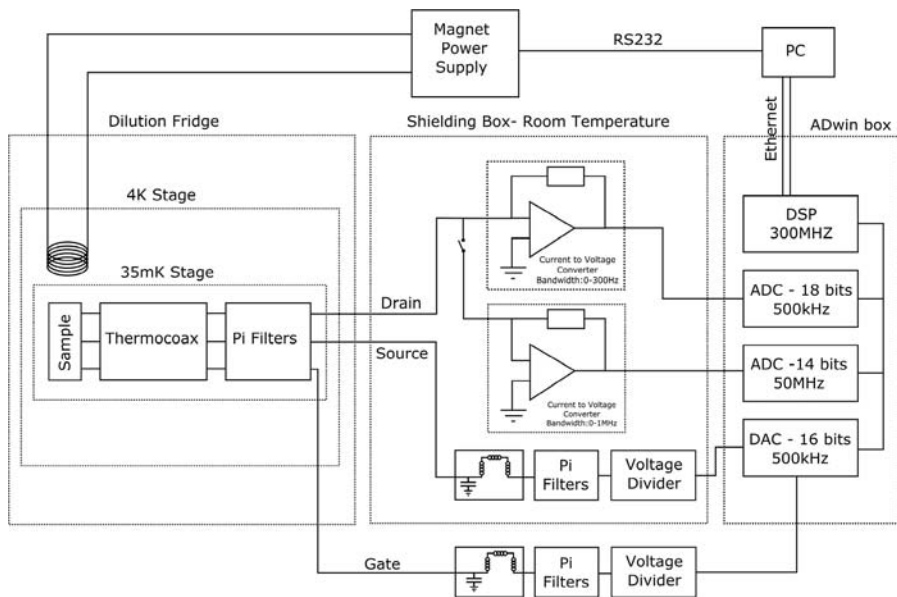 Magnet
Power
Supply
RS232
PC
Ethernet
Dilution Fridge
Shielding Box- Room Temperature
ADwin box
4K Stage
35mK Stage
Sample
Thermocoax
Pi Filters
Drain
Source
Current to Voltage
Converter
Bandwidth:0-300Hz
Current to Voltage
Converter
Bandwidth:0-1MHz
DSP
300MHZ
ADC - 18 bits
500kHz
ADC -14 bits
50MHz
DAC - 16 bits
500kHz
Pi
Filters
Voltage
Divider
Gate
Pi
Filters
Voltage
Divider